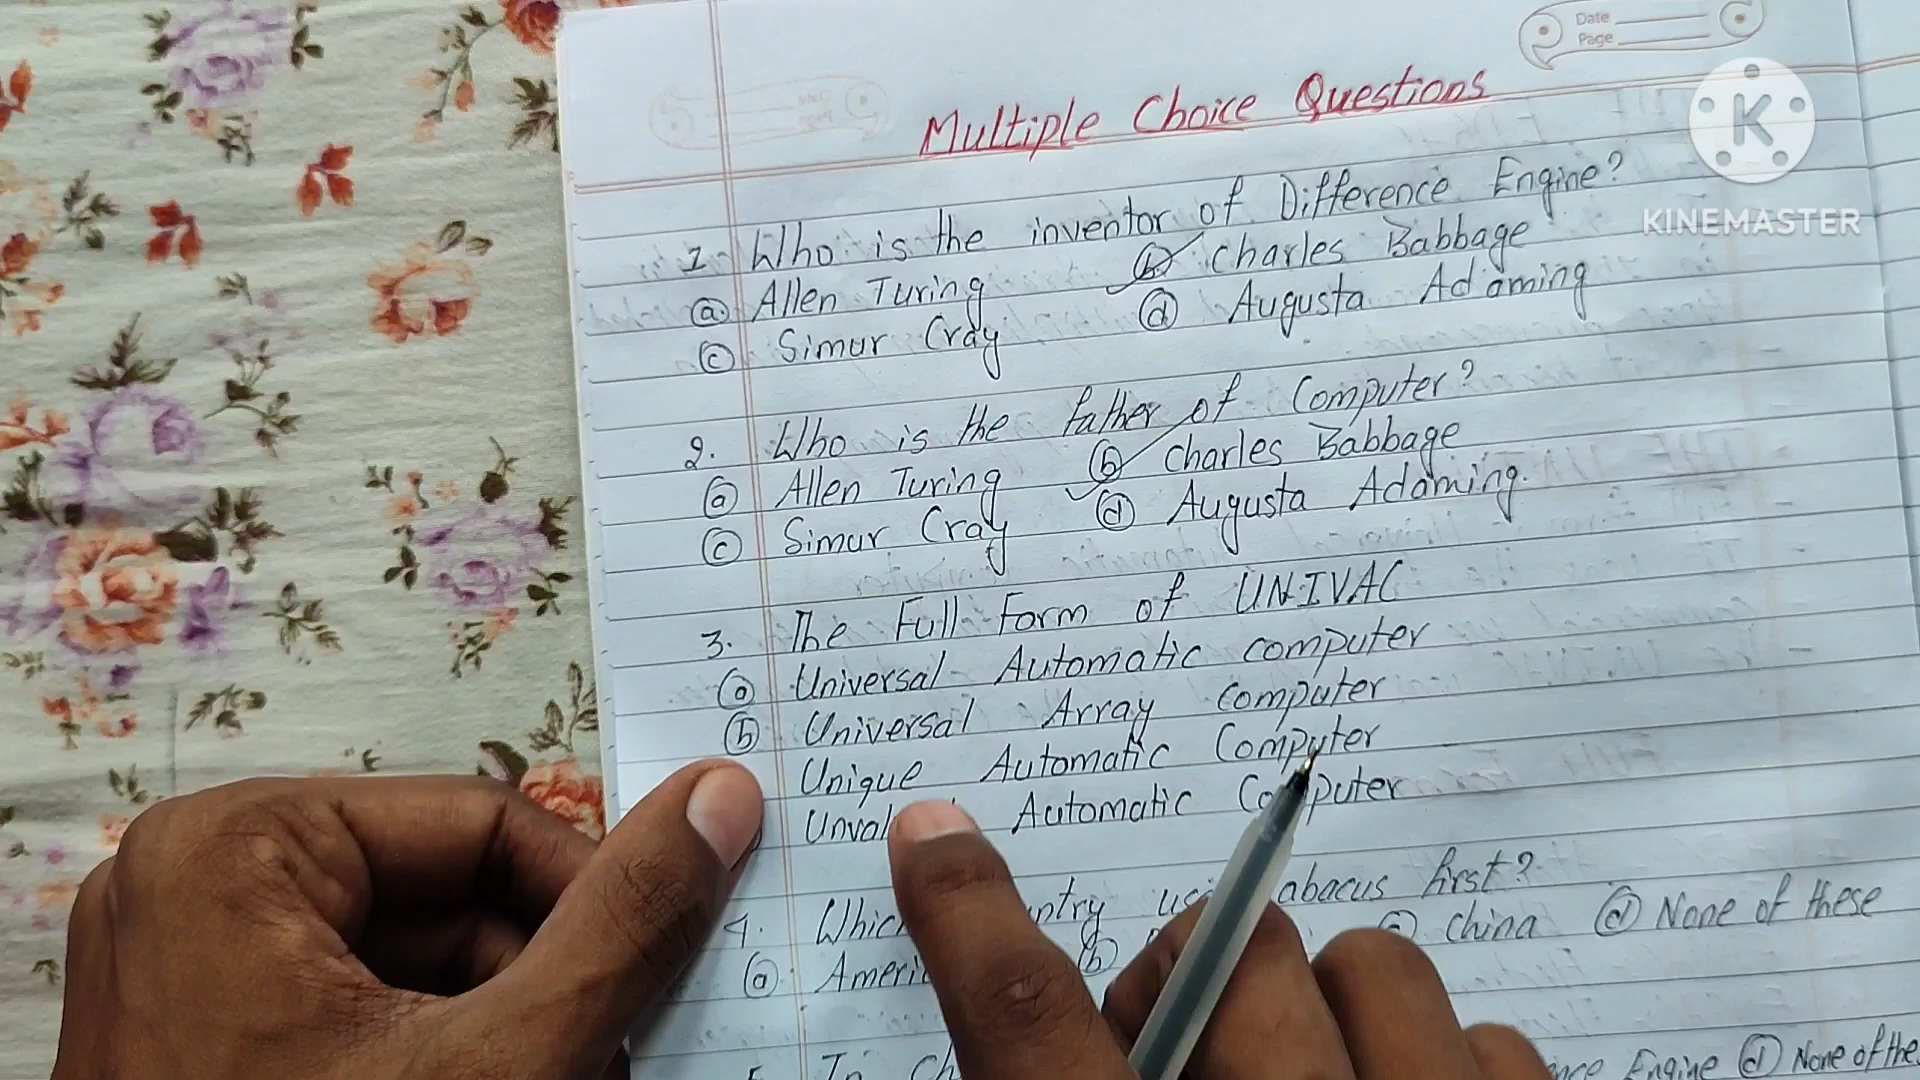 Date
Page
K
KINEMASTER
Multiple Choice Questions
1 Who is the inventor of Difference Engine?
(a) Allen Turing (b) Charles Babbage
(c) Simur Cray (d) Augusta Adaming
2. Who is the father of Computer?
(a) Allen Turing (b) Charles Babbage
(c) Simur Cray (d) Augusta Adaming.
3. The Full Form of UNIVAC
(a) Universal Automatic computer
(b) Universal Array Computer
Unique Automatic Computer
Automatic Computer
4. abacus first?
(a) (b) (c) China (d) None of these
5. In Engine (d) None of the